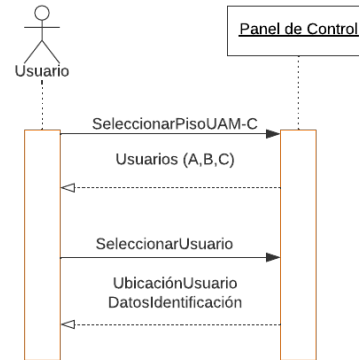 Panel de Control
Usuario
SeleccionarPisoUAM-C
Usuarios (A,B,C)
SeleccionarUsuario
UbicaciónUsuario
DatosIdentificación